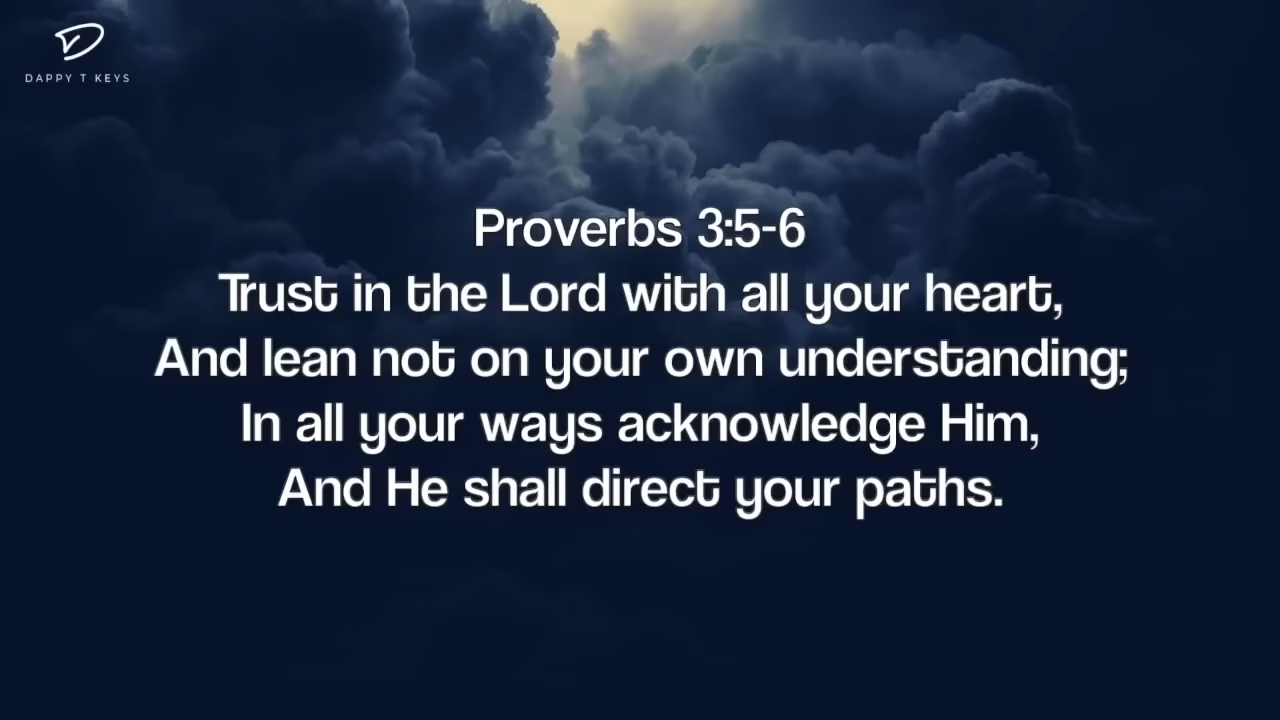 DAPPY T KEYS
Proverbs 3:5-6
Trust in the Lord with all your heart,
And lean not on your own understanding;
In all your ways acknowledge Him,
And He shall direct your paths.